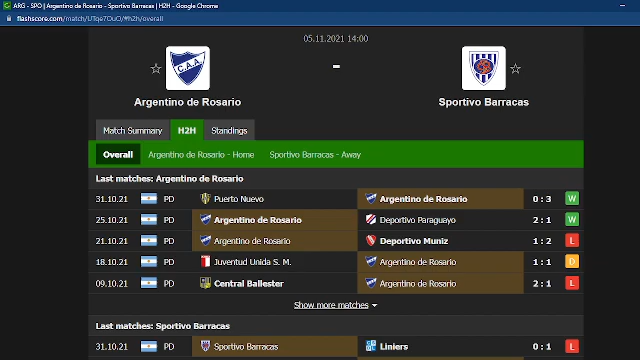 ARG - SPO | Argentino de Rosario - Sportivo Barracas | H2H - Google Chrome
flashscore.com/match/UTqe7DuO/#h2h/overall
05.11.2021 14:00
C.A.A.
-
Argentino de Rosario
Sportivo Barracas
Match Summary H2H Standings
Overall Argentino de Rosario - Home Sportivo Barracas - Away
Last matches: Argentino de Rosario
31.10.21 PD Puerto Nuevo Argentino de Rosario 0 : 3 W
25.10.21 PD Argentino de Rosario Deportivo Paraguayo 2 : 1 W
21.10.21 PD Argentino de Rosario Deportivo Muniz 1 : 2 L
18.10.21 PD Juventud Unida S. M. Argentino de Rosario 1 : 1 D
09.10.21 PD Central Ballester Argentino de Rosario 2 : 1 L
Show more matches
Last matches: Sportivo Barracas
31.10.21 PD Sportivo Barracas Liniers 0 : 1 L